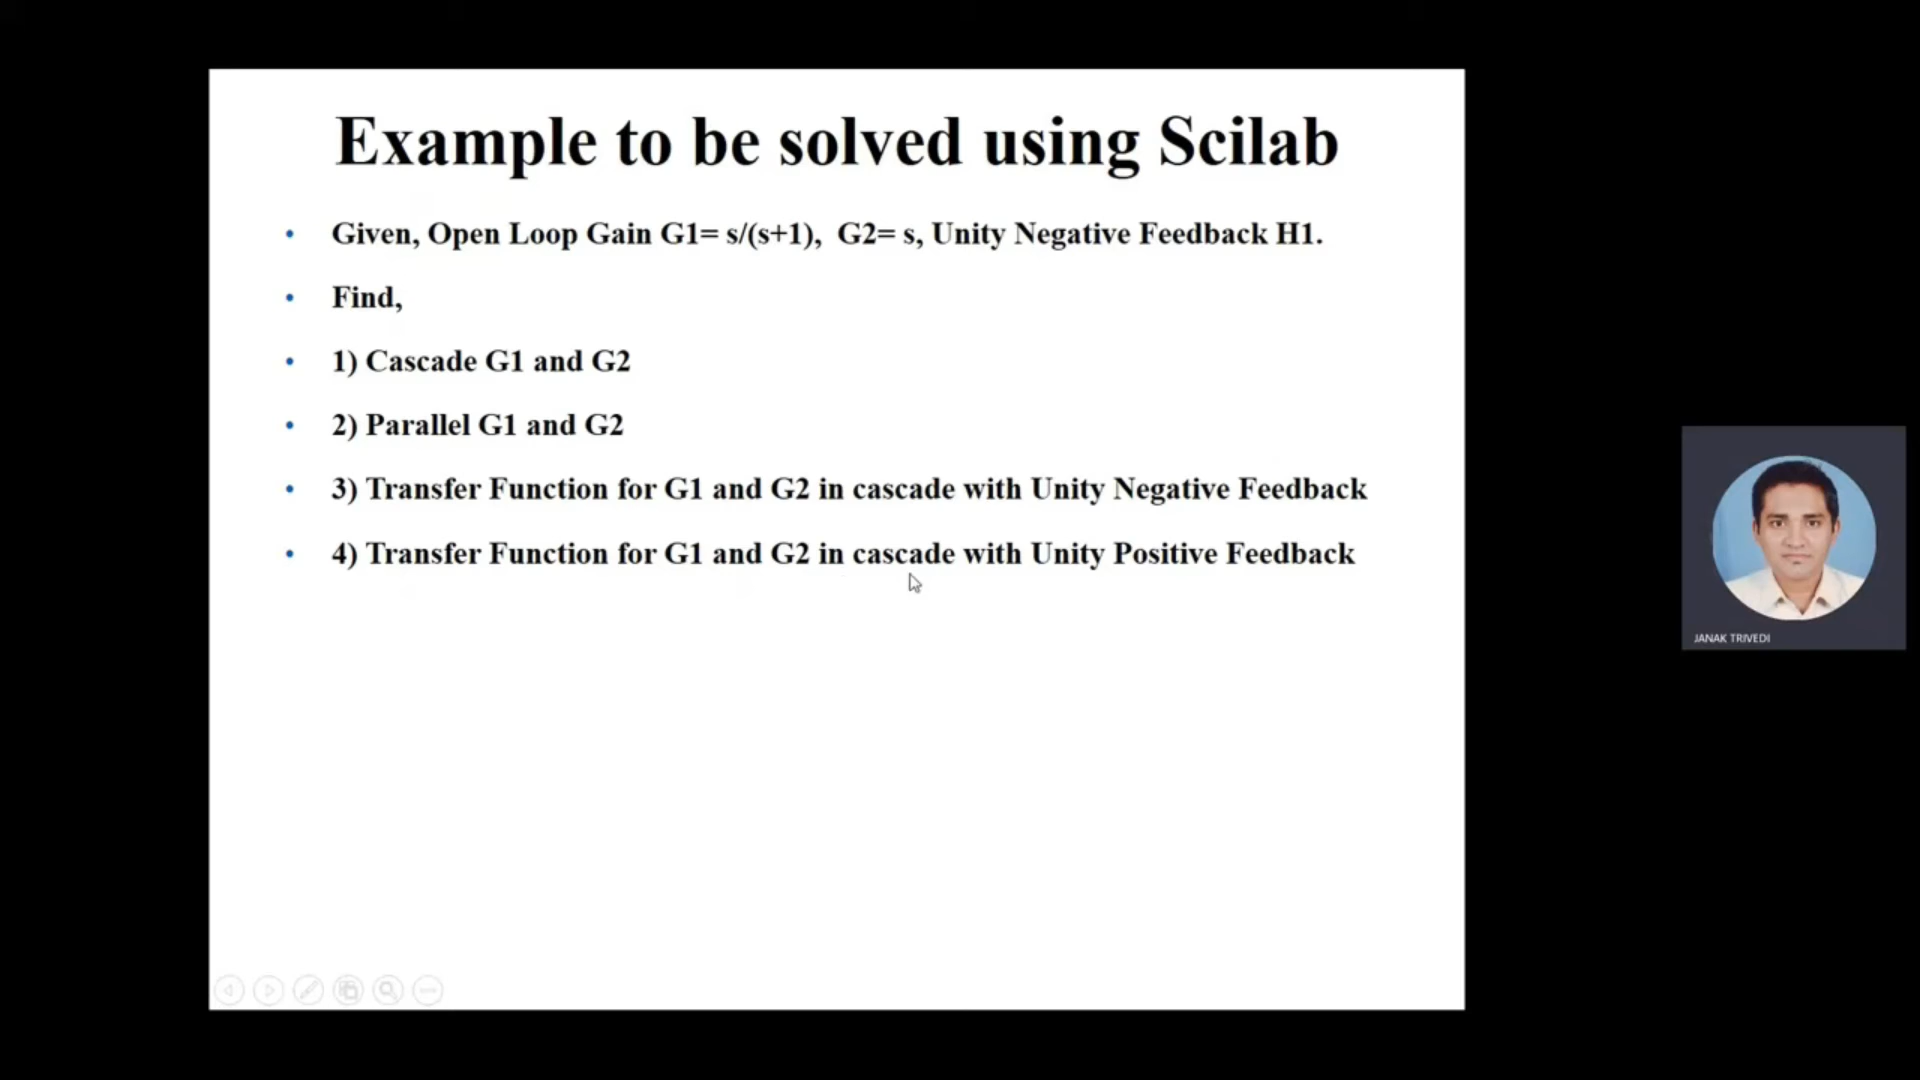 Example to be solved using Scilab
• Given, Open Loop Gain G1= s/(s+1),  G2= s, Unity Negative Feedback H1.
• Find,
• 1) Cascade G1 and G2
• 2) Parallel G1 and G2
• 3) Transfer Function for G1 and G2 in cascade with Unity Negative Feedback
• 4) Transfer Function for G1 and G2 in cascade with Unity Positive Feedback
JANAK TRIVEDI